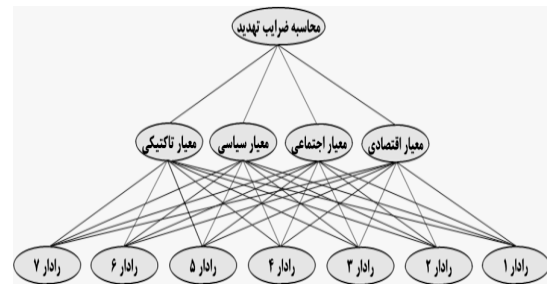 محاسبه ضرایب تهدید
معیار اقتصادی معیار اجتماعی معیار سیاسی معیار تاکتیکی
رادار ۱ رادار ۲ رادار ۳ رادار ۴ رادار ۵ رادار ۶ رادار ۷